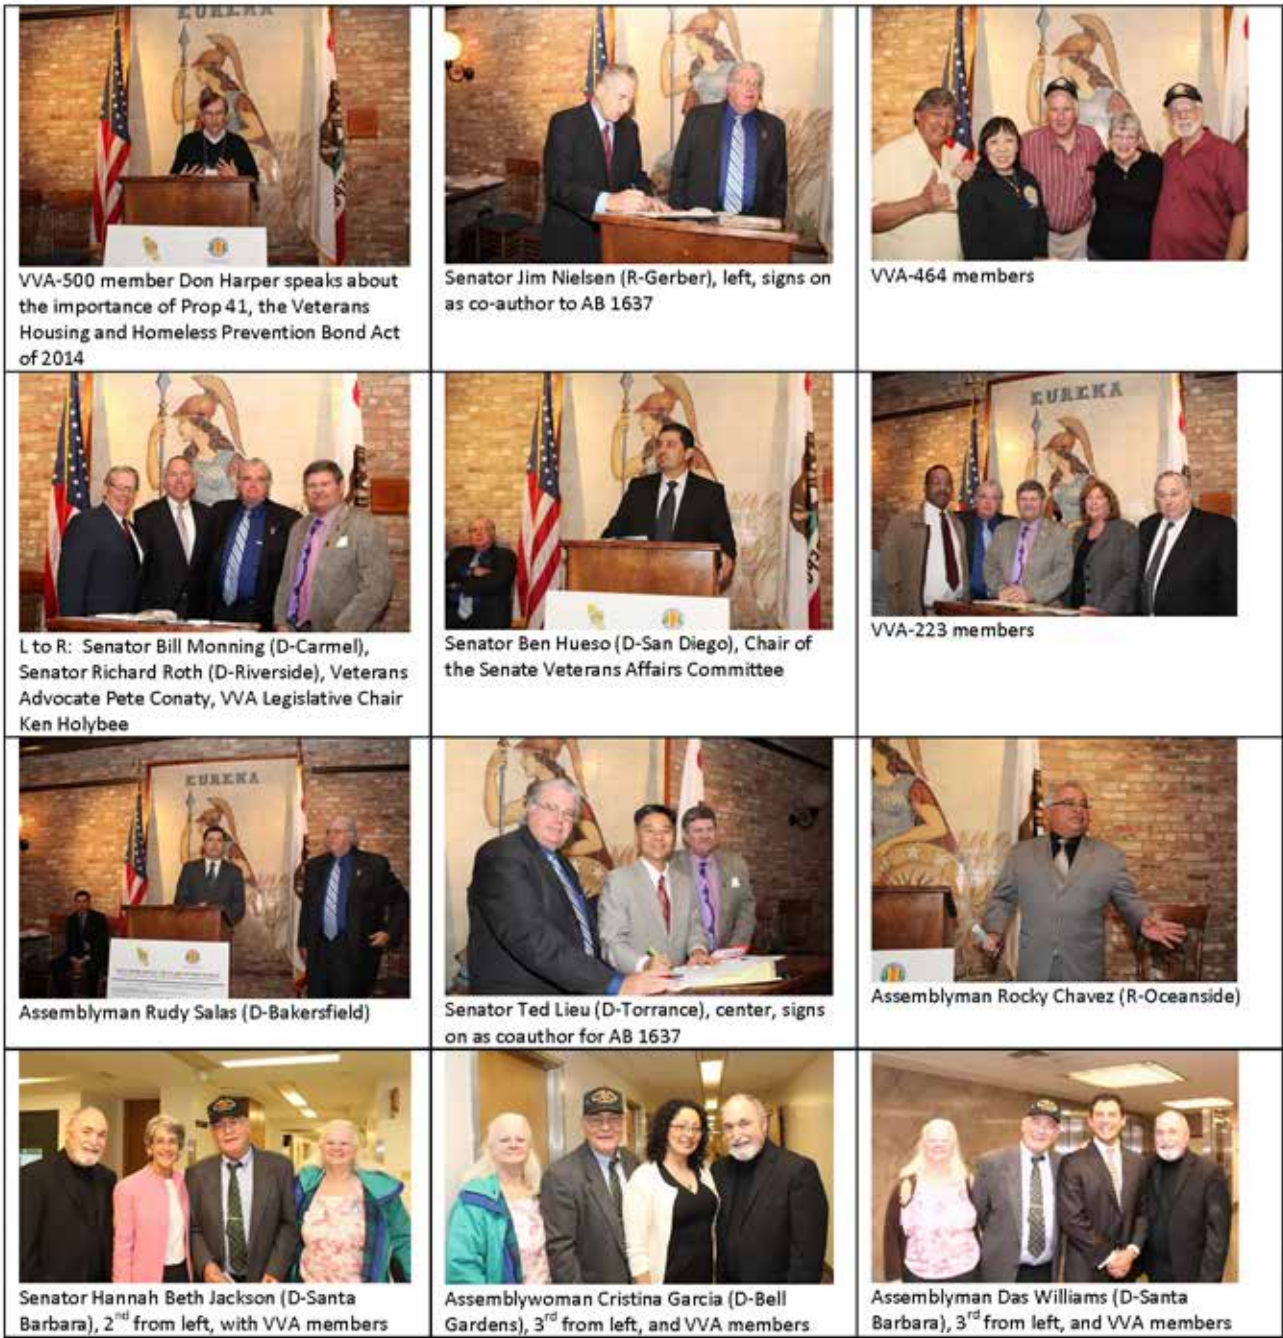 EUREKA
VVA-500 member Don Harper speaks about
the importance of Prop 41, the Veterans
Housing and Homeless Prevention Bond Act
of 2014
Senator Jim Nielsen (R-Gerber), left, signs on
as co-author to AB 1637
VVA-464 members
L to R: Senator Bill Monning (D-Carmel),
Senator Richard Roth (D-Riverside), Veterans
Advocate Pete Conaty, VVA Legislative Chair
Ken Holybee
Senator Ben Hueso (D-San Diego), Chair of
the Senate Veterans Affairs Committee
EUREKA
VVA-223 members
EUREKA
Assemblyman Rudy Salas (D-Bakersfield)
Senator Ted Lieu (D-Torrance), center, signs
on as coauthor for AB 1637
Assemblyman Rocky Chavez (R-Oceanside)
Senator Hannah Beth Jackson (D-Santa
Barbara), 2nd from left, with VVA members
Assemblywoman Cristina Garcia (D-Bell
Gardens), 3rd from left, and VVA members
Assemblyman Das Williams (D-Santa
Barbara), 3rd from left, and VVA members